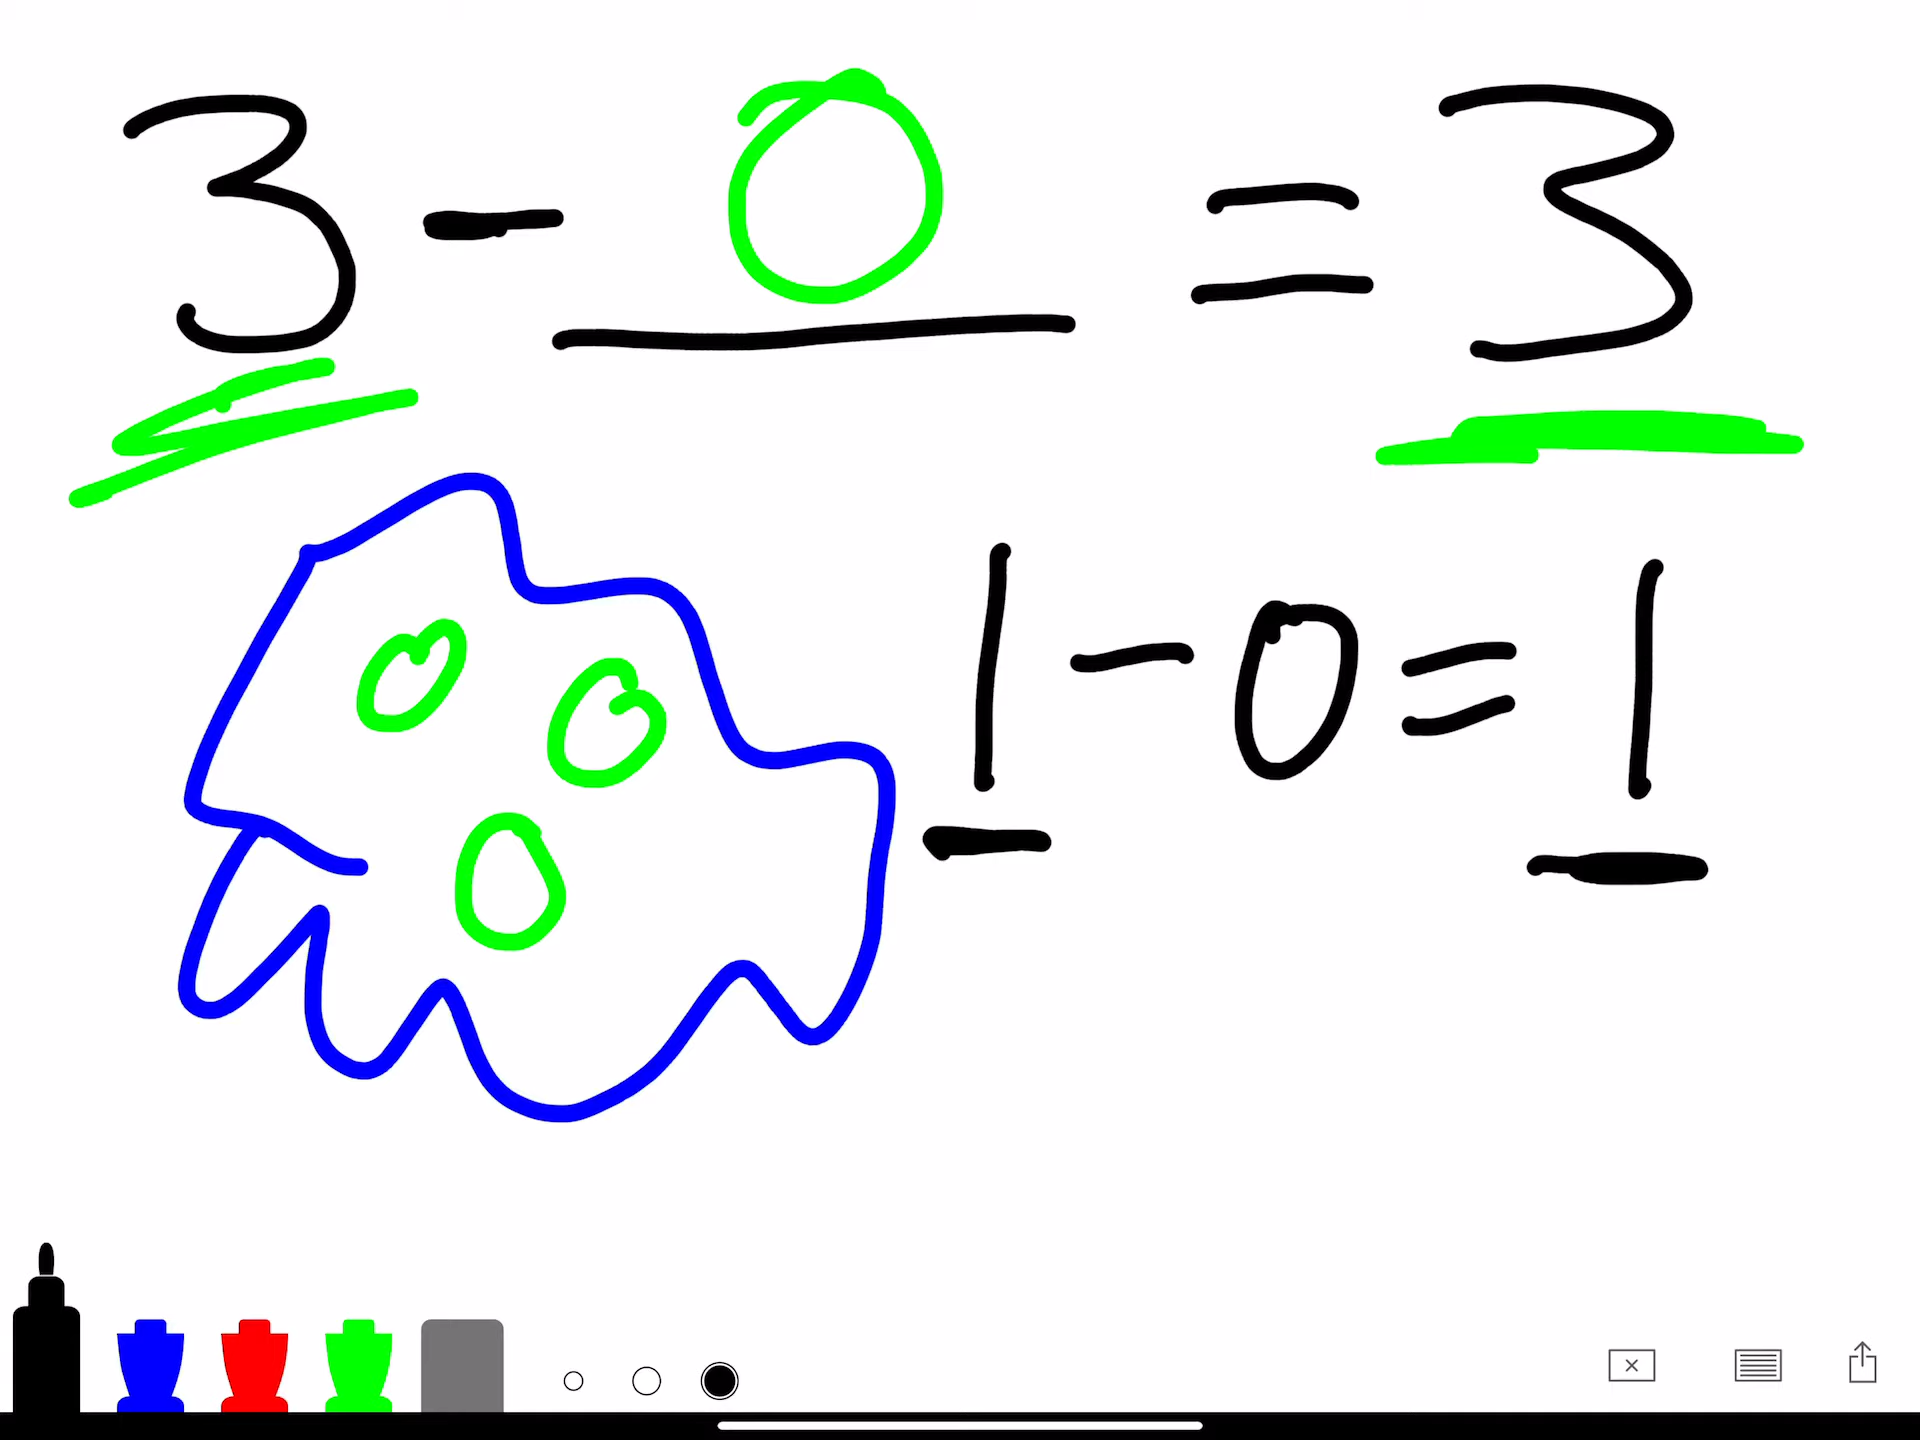 3 - 0 = 3
1 - 0 = 1